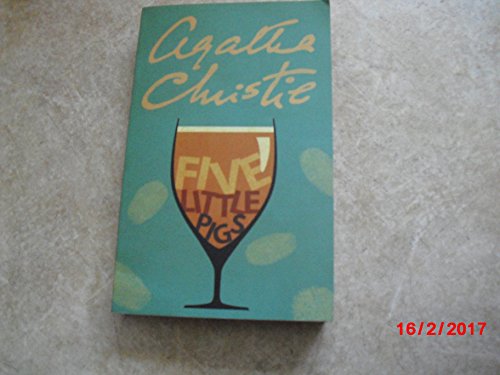 Agatha
Christie
FIVE
LITTLE
PIGS
16/2/2017